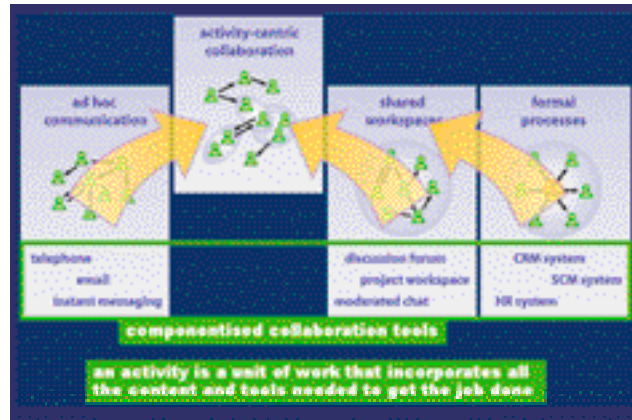 activity-centric
collaboration
ad hoc
communication
shared
workspaces
formal
processes
telephone
email
instant messaging
discussion forum
project workspace
moderated chat
CRM system
SCM system
HR system
componentised collaboration tools
an activity is a unit of work that incorporates all
the content and tools needed to get the job done